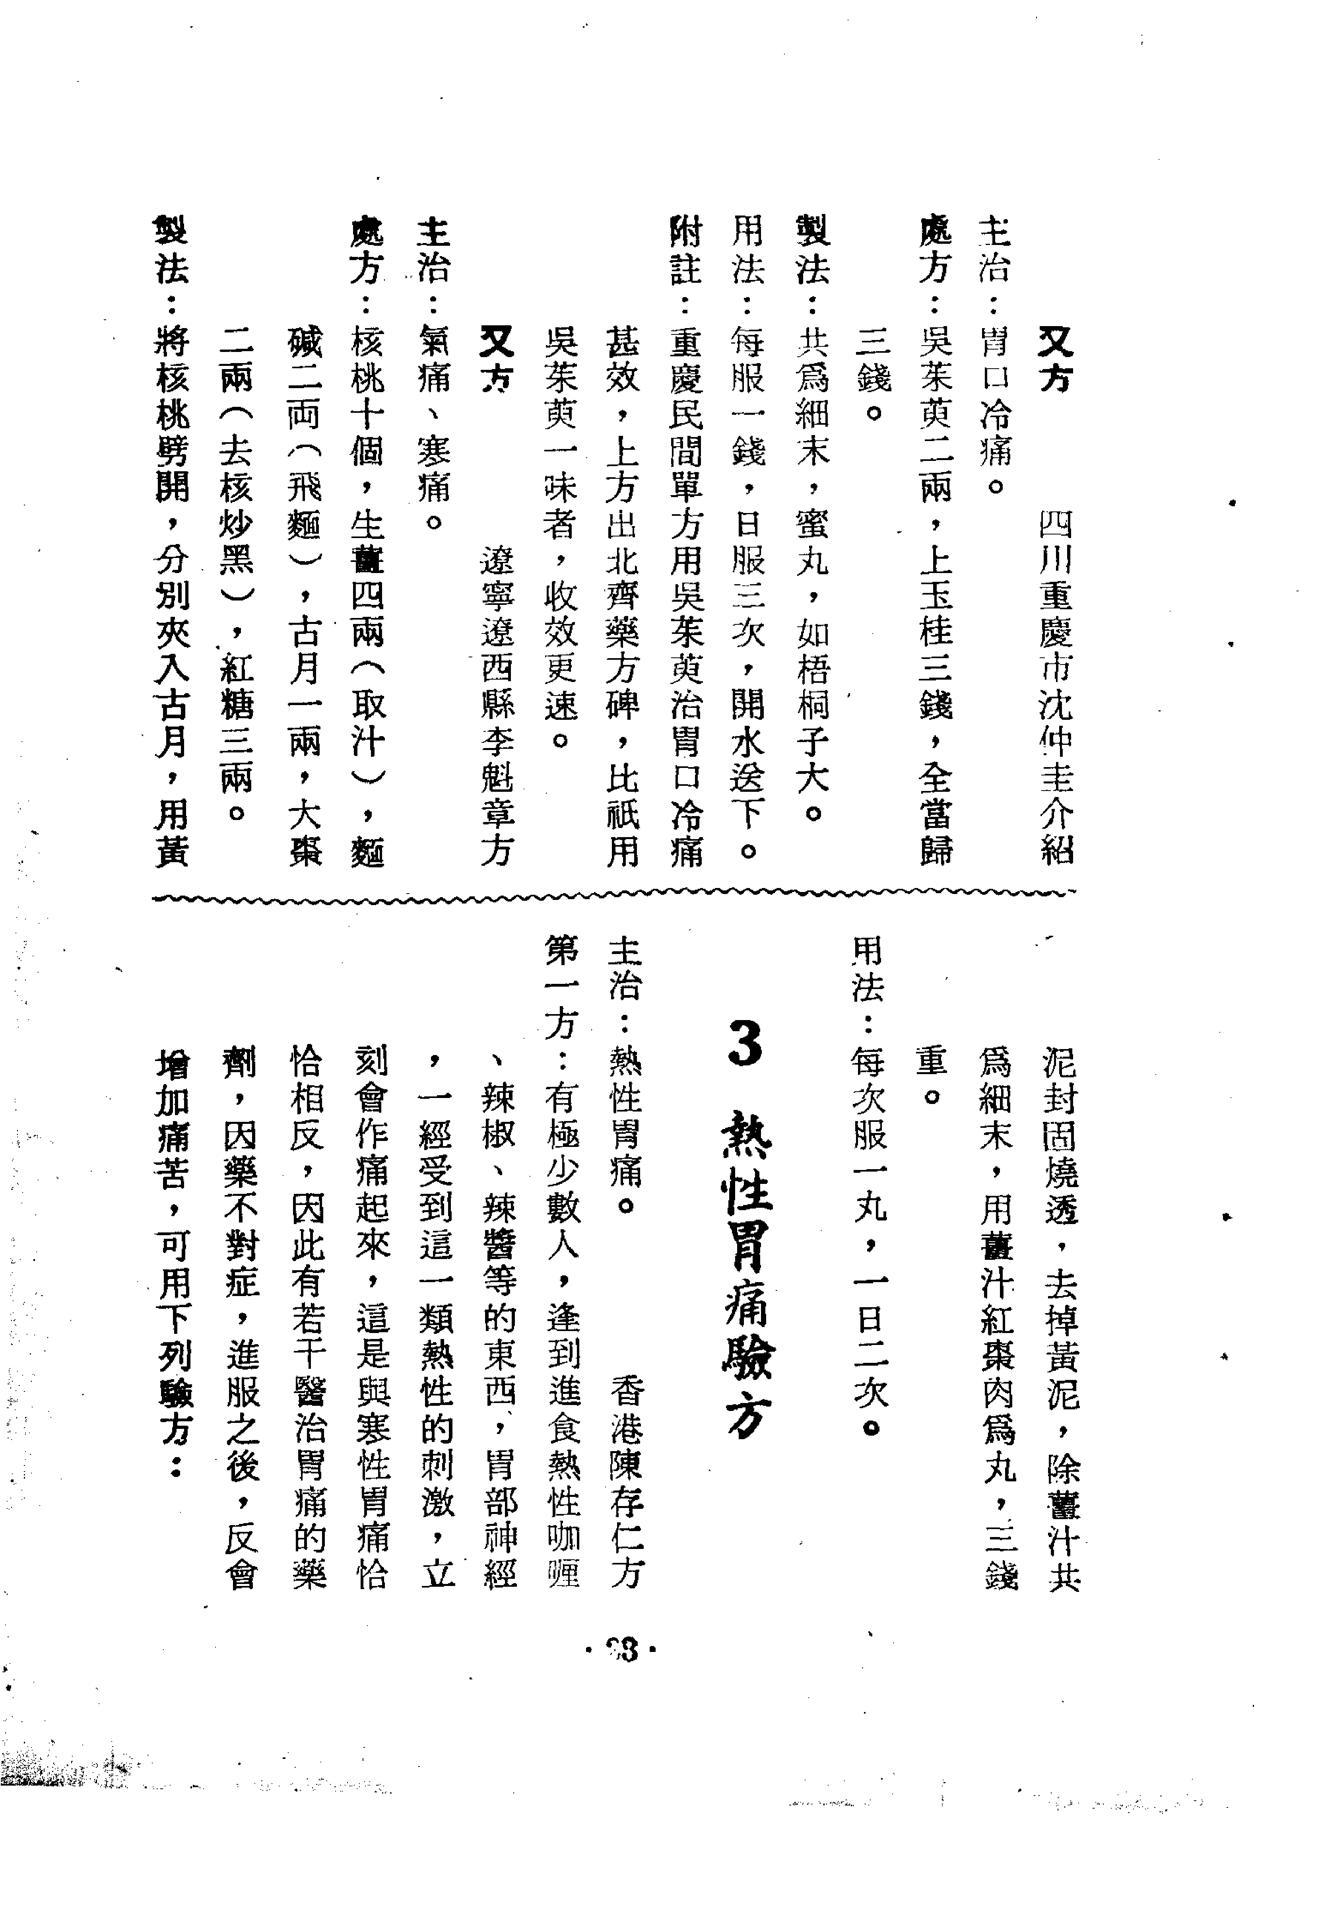 又方　四川重慶市沈仲圭介紹
主治：胃口冷痛。
處方：吳茱萸二兩，上玉桂三錢，全當歸
三錢。
製法：共爲細末，蜜丸，如梧桐子大。
用法：每服一錢，日服三次，開水送下。
附註：重慶民間單方用吳茱萸治胃口冷痛
甚效，上方出北齊藥方碑，比祇用
吳茱萸一味者，收效更速。
又方　遼寧遼西縣李魁章方
主治：氣痛、寒痛。
處方：核桃十個，生薑四兩（取汁），麵
碱二両（飛麵），古月一兩，大棗
二兩（去核炒黑），紅糖三兩。
製法：將核桃劈開，分別夾入古月，用黃
泥封固燒透，去掉黃泥，除薑汁共
爲細末，用薑汁紅棗肉爲丸，三錢
重。
用法：每次服一丸，一日二次。
3 熱性胃痛驗方
主治：熱性胃痛。　香港陳存仁方
第一方：有極少數人，逢到進食熱性咖喱
、辣椒、辣醬等的東西，胃部神經
，一經受到這一類熱性的刺激，立
刻會作痛起來，這是與寒性胃痛恰
恰相反，因此有若干醫治胃痛的藥
劑，因藥不對症，進服之後，反會
增加痛苦，可用下列驗方：